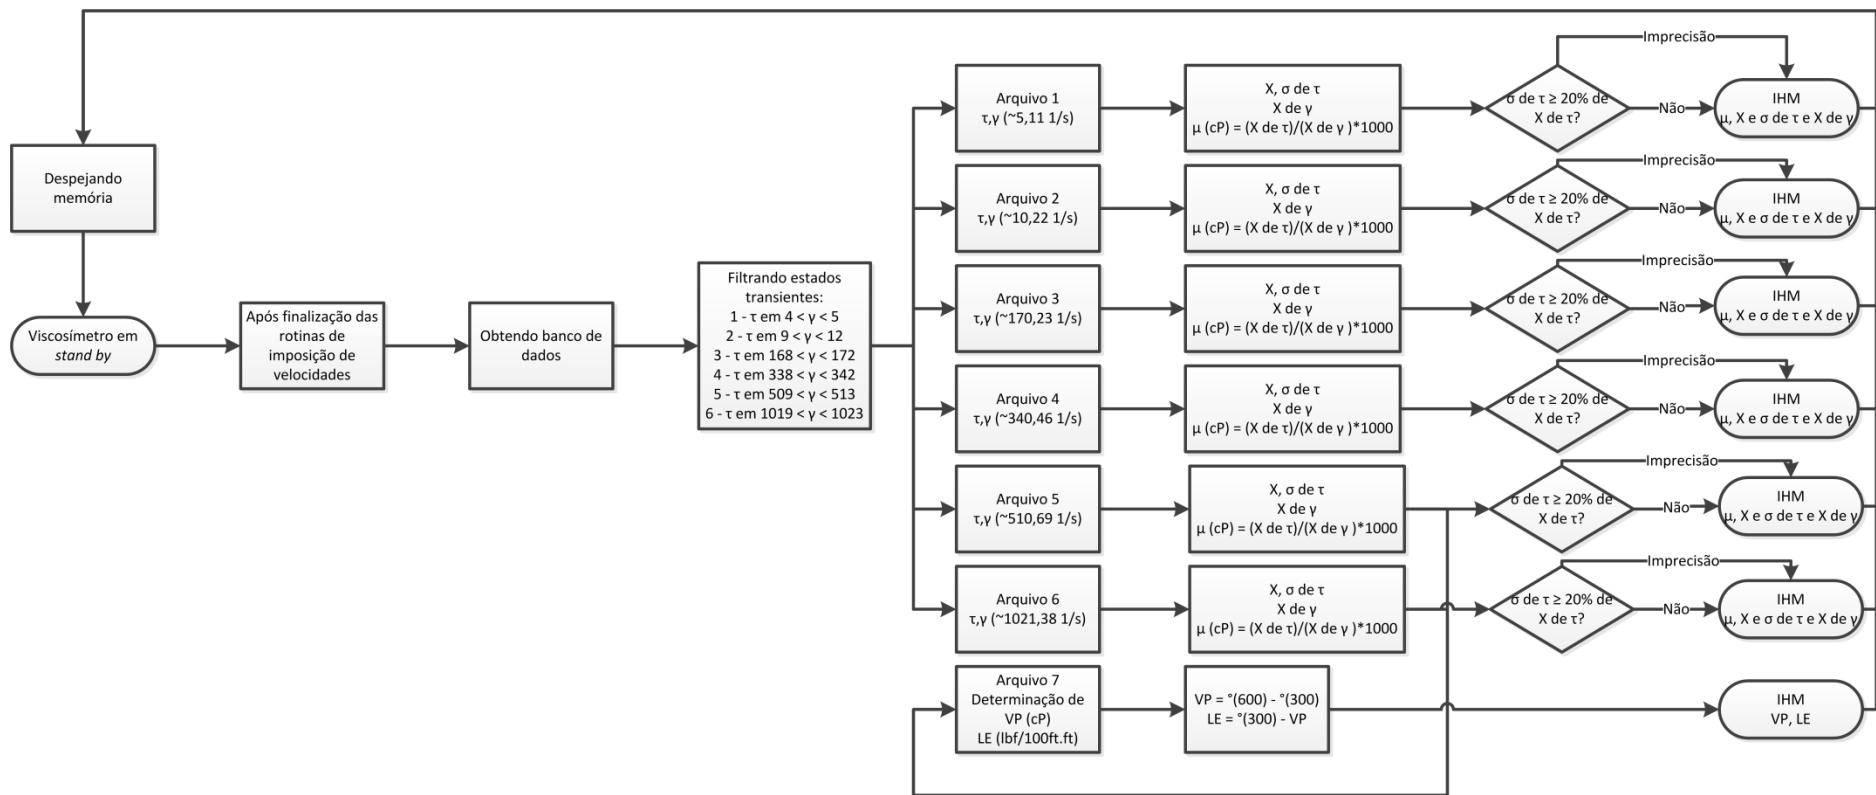 Despejando
memória
Viscosímetro em
stand by
Após finalização das
rotinas de
imposição de
velocidades
Obtendo banco de
dados
Filtrando estados
transientes:
1 - τ em 4 < γ < 5
2 - τ em 9 < γ < 12
3 - τ em 168 < γ < 172
4 - τ em 338 < γ < 342
5 - τ em 509 < γ < 513
6 - τ em 1019 < γ < 1023
Arquivo 1
τ,γ (~5,11 1/s)
X, σ de τ
X de γ
μ (cP) = (X de τ)/(X de γ )*1000
σ de τ ≥ 20% de
X de τ?
Imprecisão
Não
IHM
μ, X e σ de τ e X de γ
Arquivo 2
τ,γ (~10,22 1/s)
X, σ de τ
X de γ
μ (cP) = (X de τ)/(X de γ )*1000
σ de τ ≥ 20% de
X de τ?
Imprecisão
Não
IHM
μ, X e σ de τ e X de γ
Arquivo 3
τ,γ (~170,23 1/s)
X, σ de τ
X de γ
μ (cP) = (X de τ)/(X de γ )*1000
σ de τ ≥ 20% de
X de τ?
Imprecisão
Não
IHM
μ, X e σ de τ e X de γ
Arquivo 4
τ,γ (~340,46 1/s)
X, σ de τ
X de γ
μ (cP) = (X de τ)/(X de γ )*1000
σ de τ ≥ 20% de
X de τ?
Imprecisão
Não
IHM
μ, X e σ de τ e X de γ
Arquivo 5
τ,γ (~510,69 1/s)
X, σ de τ
X de γ
μ (cP) = (X de τ)/(X de γ )*1000
σ de τ ≥ 20% de
X de τ?
Imprecisão
Não
IHM
μ, X e σ de τ e X de γ
Arquivo 6
τ,γ (~1021,38 1/s)
X, σ de τ
X de γ
μ (cP) = (X de τ)/(X de γ )*1000
σ de τ ≥ 20% de
X de τ?
Imprecisão
Não
IHM
μ, X e σ de τ e X de γ
Arquivo 7
Determinação de
VP (cP)
LE (lbf/100ft.ft)
VP = °(600) - °(300)
LE = °(300) - VP
IHM
VP, LE